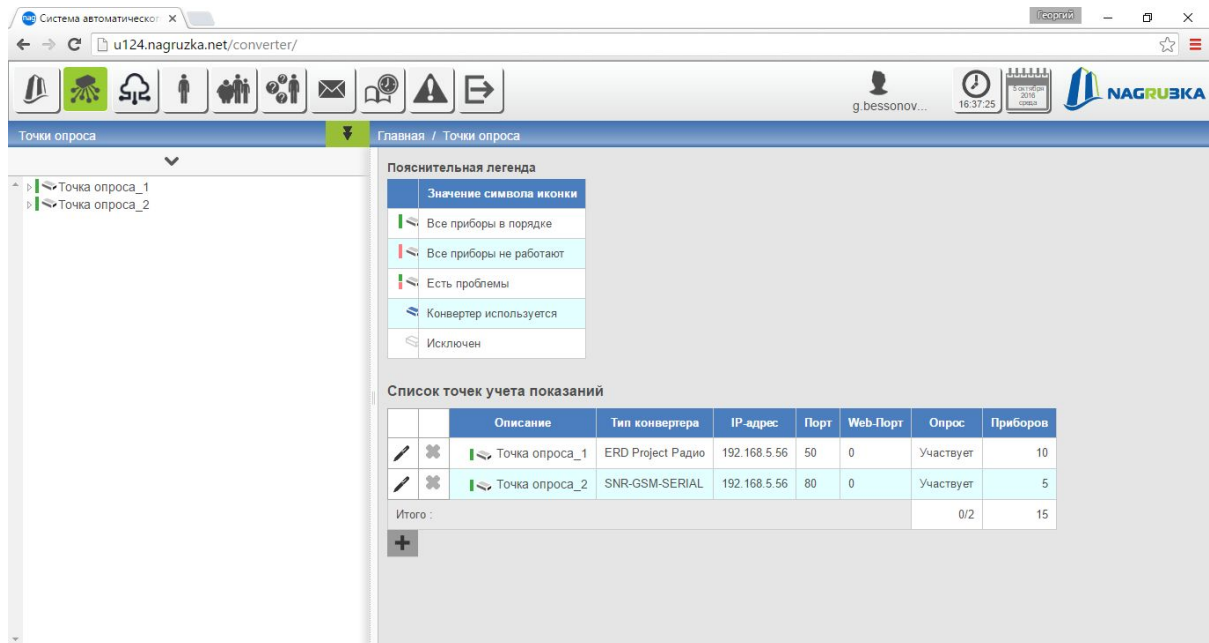 Система автоматическог
Георгий
u124.nagruzka.net/converter/
g.bessonov...
16:37:25
5 октября
2016
среда
NAGRUЗKA
Точки опроса
Главная / Точки опроса
Точка опроса_1
Точка опроса_2
Пояснительная легенда
Значение символа иконки
Все приборы в порядке
Все приборы не работают
Есть проблемы
Конвертер используется
Исключен
Список точек учета показаний
Описание Тип конвертера IP-адрес Порт Web-Порт Опрос Приборов
Точка опроса_1 ERD Project Радио 192.168.5.56 50 0 Участвует 10
Точка опроса_2 SNR-GSM-SERIAL 192.168.5.56 80 0 Участвует 5
Итого : 0/2 15